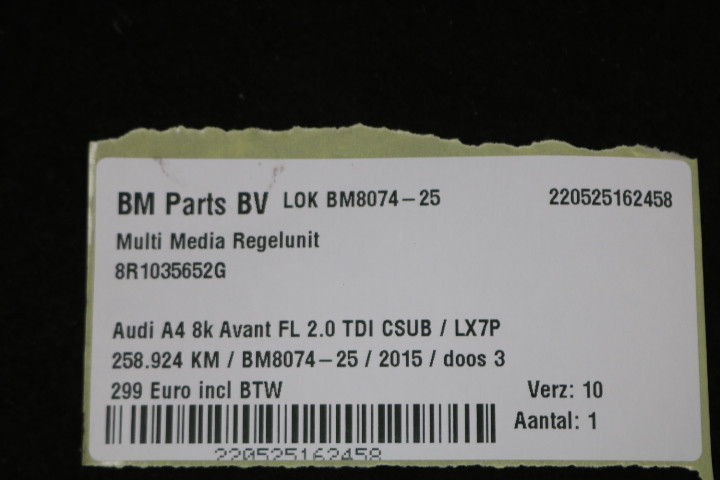 BM Parts BV LOK BM8074-25 220525162458
Multi Media Regelunit
8R1035652G
Audi A4 8k Avant FL 2.0 TDI CSUB / LX7P
258.924 KM / BM8074-25 / 2015 / doos 3
299 Euro incl BTW Verz: 10
Aantal: 1
220525162458